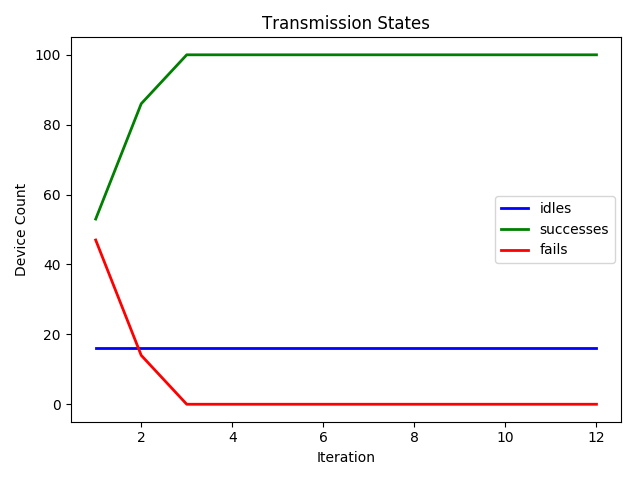 Transmission States
Device Count
100
80
60
40
20
0
idles
successes
fails
2 4 6 8 10 12
Iteration